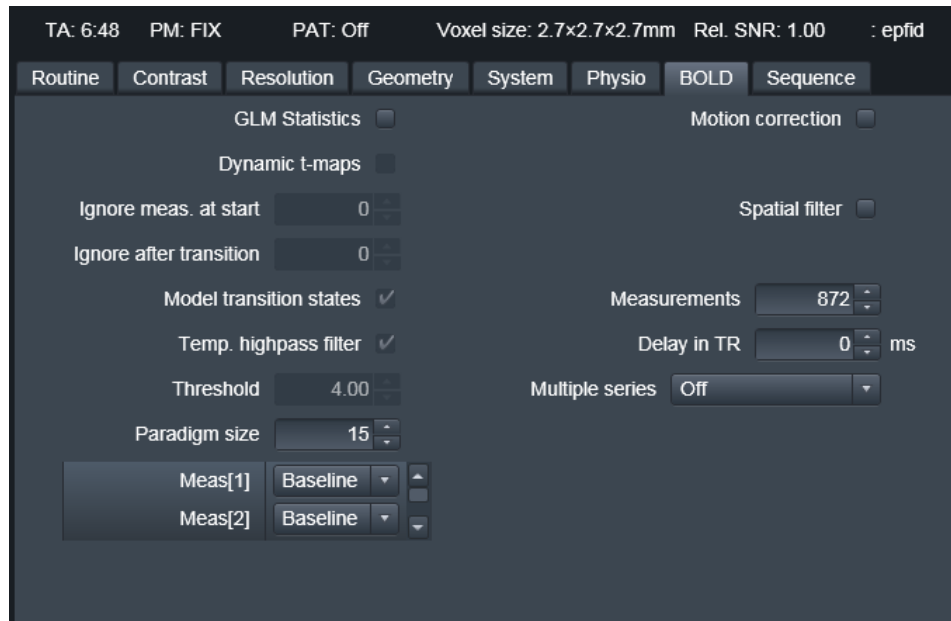 TA: 6:48 PM: FIX PAT: Off Voxel size: 2.7×2.7×2.7mm Rel. SNR: 1.00 : epfid
Routine Contrast Resolution Geometry System Physio BOLD Sequence
GLM Statistics Motion correction
Dynamic t-maps
Ignore meas. at start 0 Spatial filter
Ignore after transition 0
Model transition states Measurements 872
Temp. highpass filter Delay in TR 0 ms
Threshold 4.00 Multiple series Off
Paradigm size 15
Meas[1] Baseline
Meas[2] Baseline